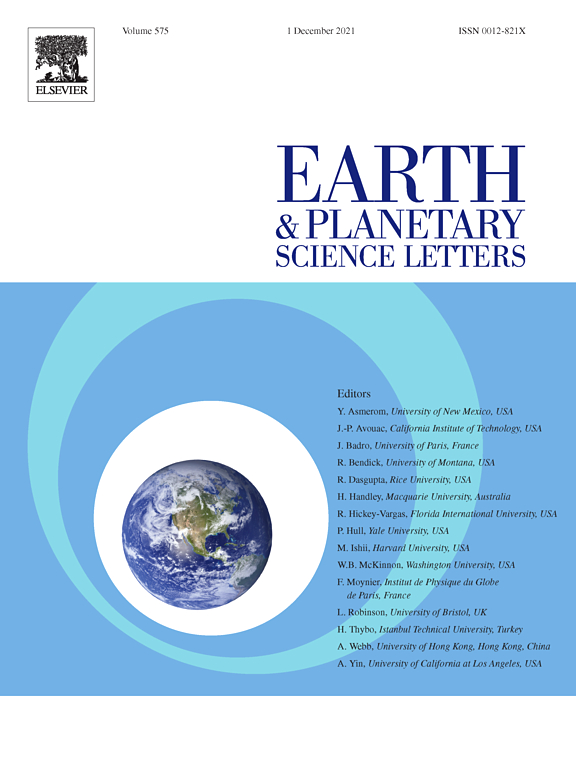 Volume 575
1 December 2021
ISSN 0012-821X
ELSEVIER
EARTH
& PLANETARY
SCIENCE LETTERS
Editors
Y. Asmerom, University of New Mexico, USA
J.-P. Avouac, California Institute of Technology, USA
J. Badro, University of Paris, France
R. Bendick, University of Montana, USA
R. Dasgupta, Rice University, USA
H. Handley, Macquarie University, Australia
R. Hickey-Vargas, Florida International University, USA
P. Hull, Yale University, USA
M. Ishii, Harvard University, USA
W.B. McKinnon, Washington University, USA
F. Moynier, Institut de Physique du Globe
de Paris, France
L. Robinson, University of Bristol, UK
H. Thybo, Istanbul Technical University, Turkey
A. Webb, University of Hong Kong, Hong Kong, China
A. Yin, University of California at Los Angeles, USA